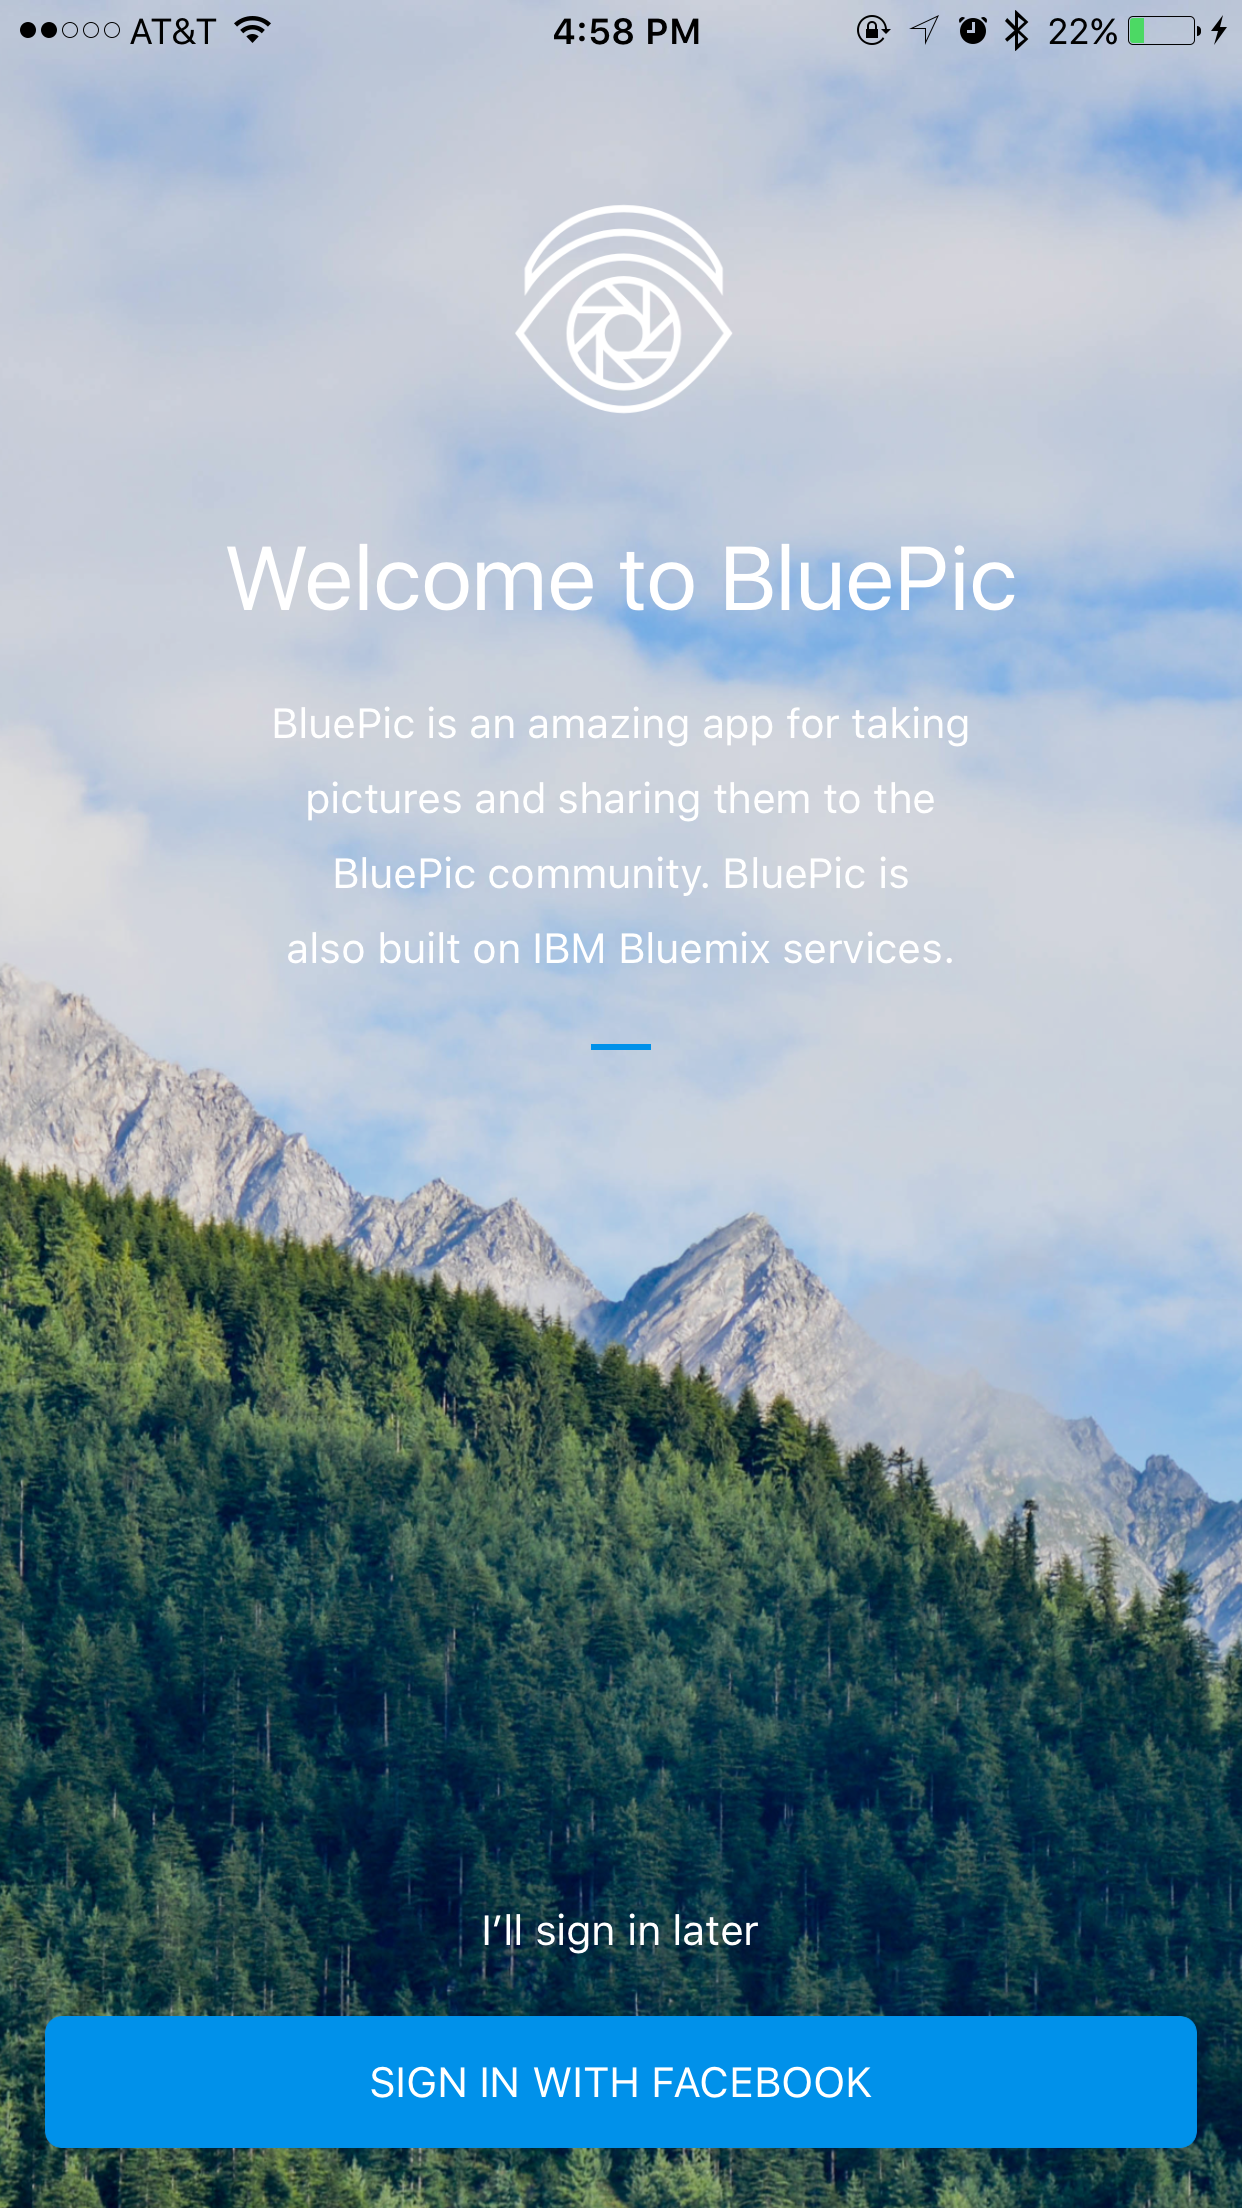 AT&T 4:58 PM 22%
Welcome to BluePic
BluePic is an amazing app for taking
pictures and sharing them to the
BluePic community. BluePic is
also built on IBM Bluemix services.
I’ll sign in later
SIGN IN WITH FACEBOOK